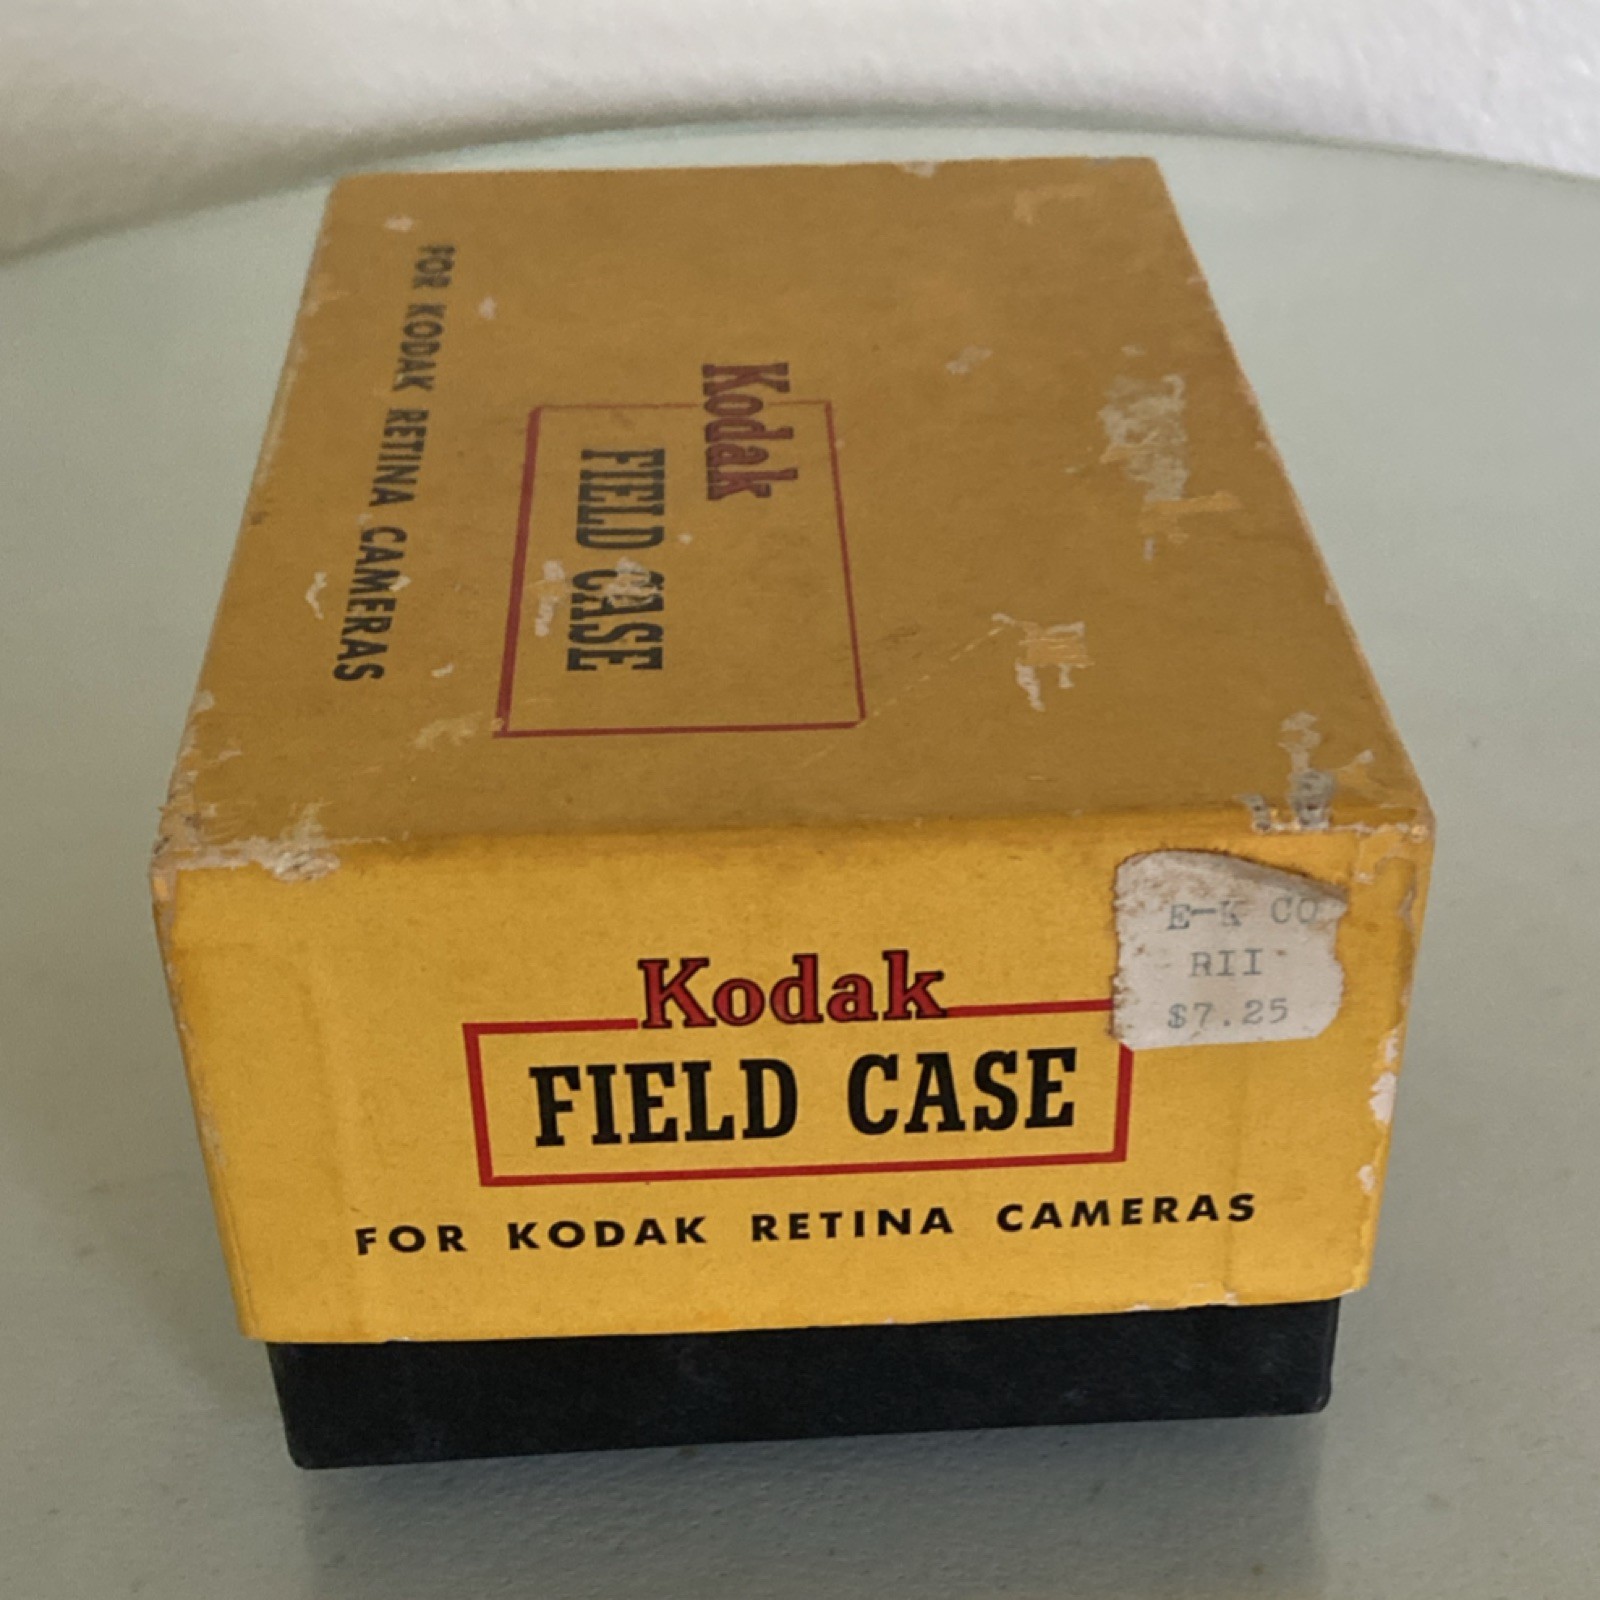 Kodak
FIELD CASE
FOR KODAK RETINA CAMERAS
Kodak
FIELD CASE
FOR KODAK RETINA CAMERAS
E-K CO
RII
$7.25